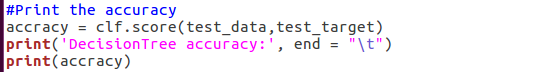 #Print the accuracy
accracy = clf.score(test_data,test_target)
print('DecisionTree accuracy:', end = "\t")
print(accracy)